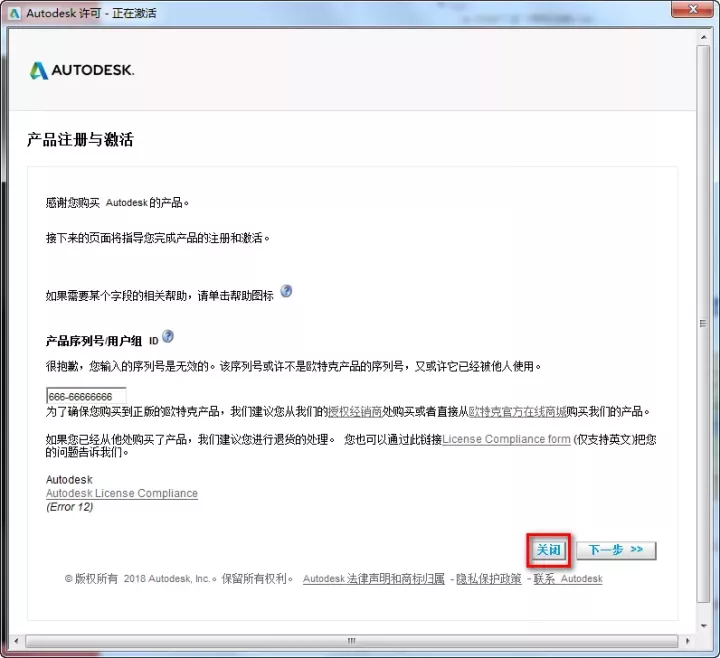 Autodesk 许可 - 正在激活
AUTODESK.
产品注册与激活
感谢您购买 Autodesk 的产品。
接下来的页面将指导您完成产品的注册和激活。
如果需要某个字段的相关帮助，请单击帮助图标 ?
产品序列号/用户组 ID ?
很抱歉，您输入的序列号是无效的。该序列号或许不是欧特克产品的序列号，又或许它已经被他人使用。
666-66666666
为了确保您购买到正版的欧特克产品，我们建议您从我们的授权经销商处购买或者直接从欧特克官方在线商城购买我们的产品。
如果您已经从他处购买了产品，我们建议您进行退货的处理。 您也可以通过此链接License Compliance form (仅支持英文)把您
的问题告诉我们。
Autodesk
Autodesk License Compliance
(Error 12)
关闭 下一步 >>
© 版权所有 2018 Autodesk, Inc.。保留所有权利。 Autodesk 法律声明和商标归属 - 隐私保护政策 - 联系 Autodesk